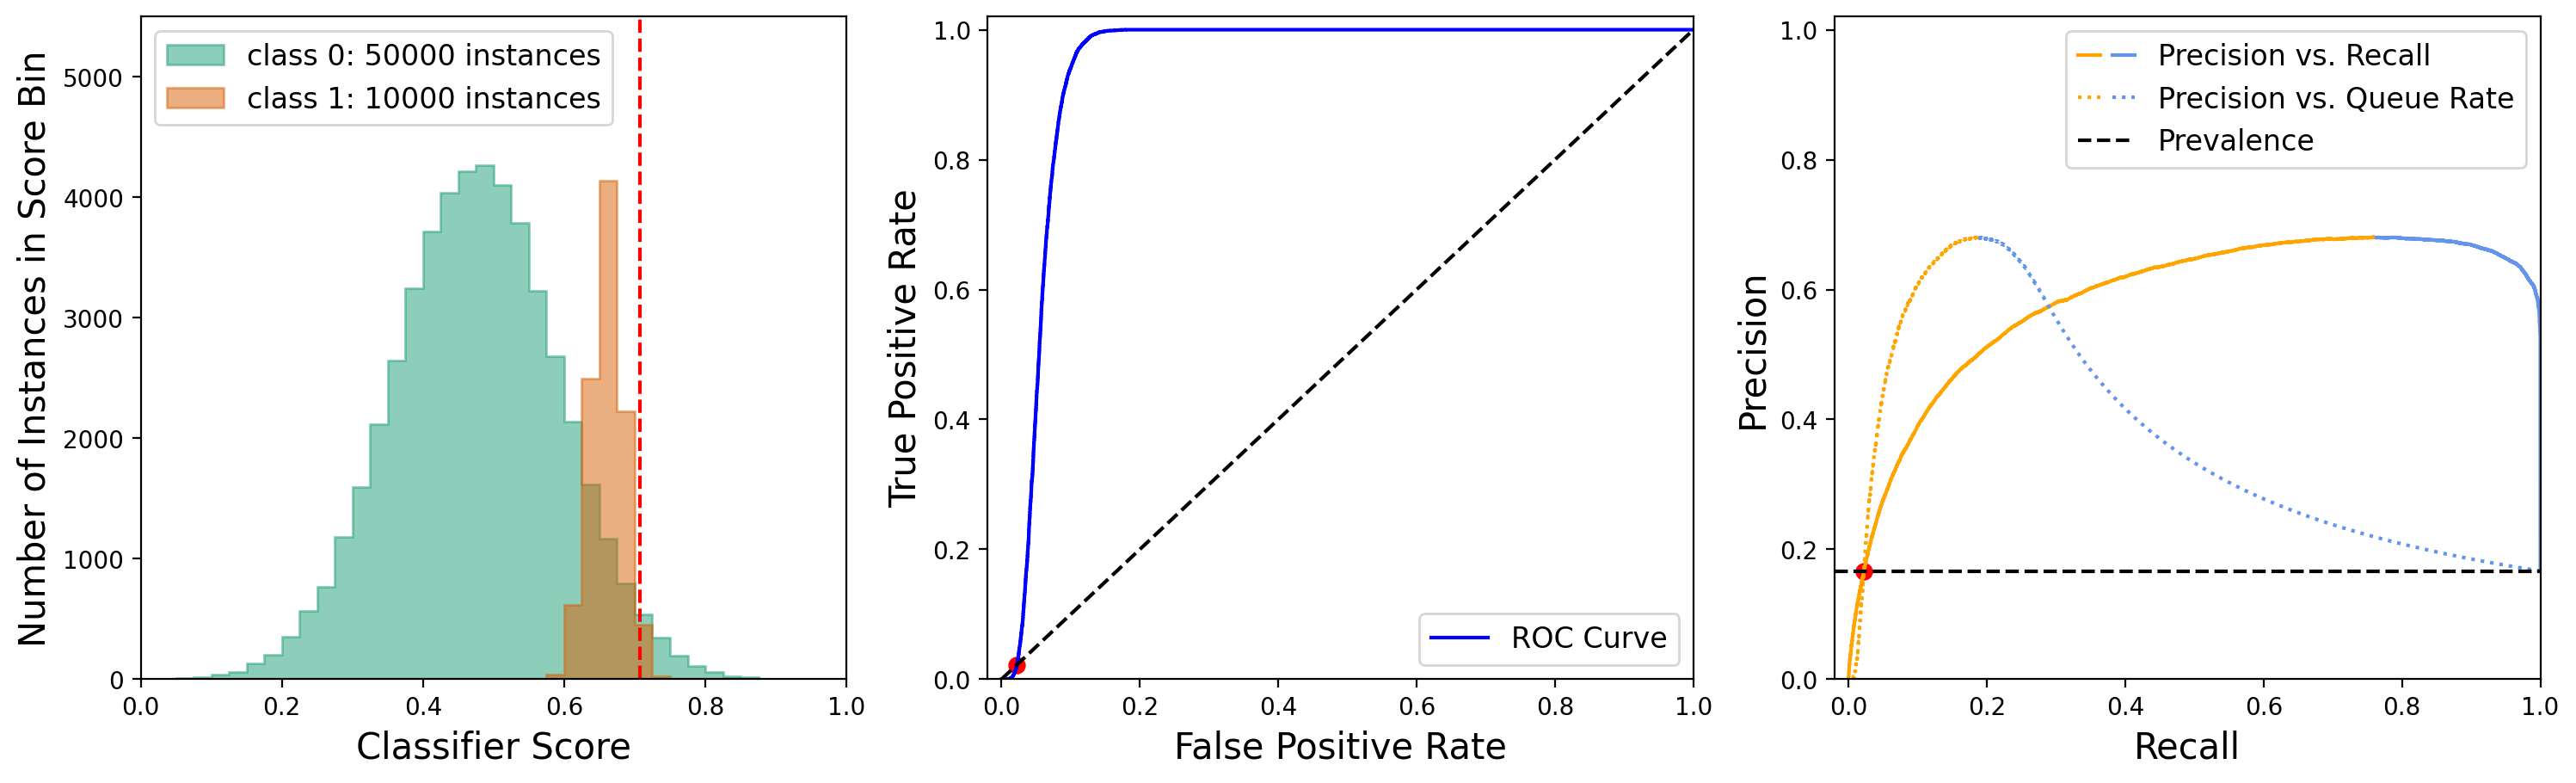 class 0: 50000 instances
class 1: 10000 instances
Number of Instances in Score Bin
5000
4000
3000
2000
1000
0
0.0 0.2 0.4 0.6 0.8 1.0
Classifier Score
True Positive Rate
1.0
0.8
0.6
0.4
0.2
0.0
ROC Curve
0.0 0.2 0.4 0.6 0.8 1.0
False Positive Rate
Precision
1.0
0.8
0.6
0.4
0.2
0.0
Precision vs. Recall
Precision vs. Queue Rate
Prevalence
0.0 0.2 0.4 0.6 0.8 1.0
Recall